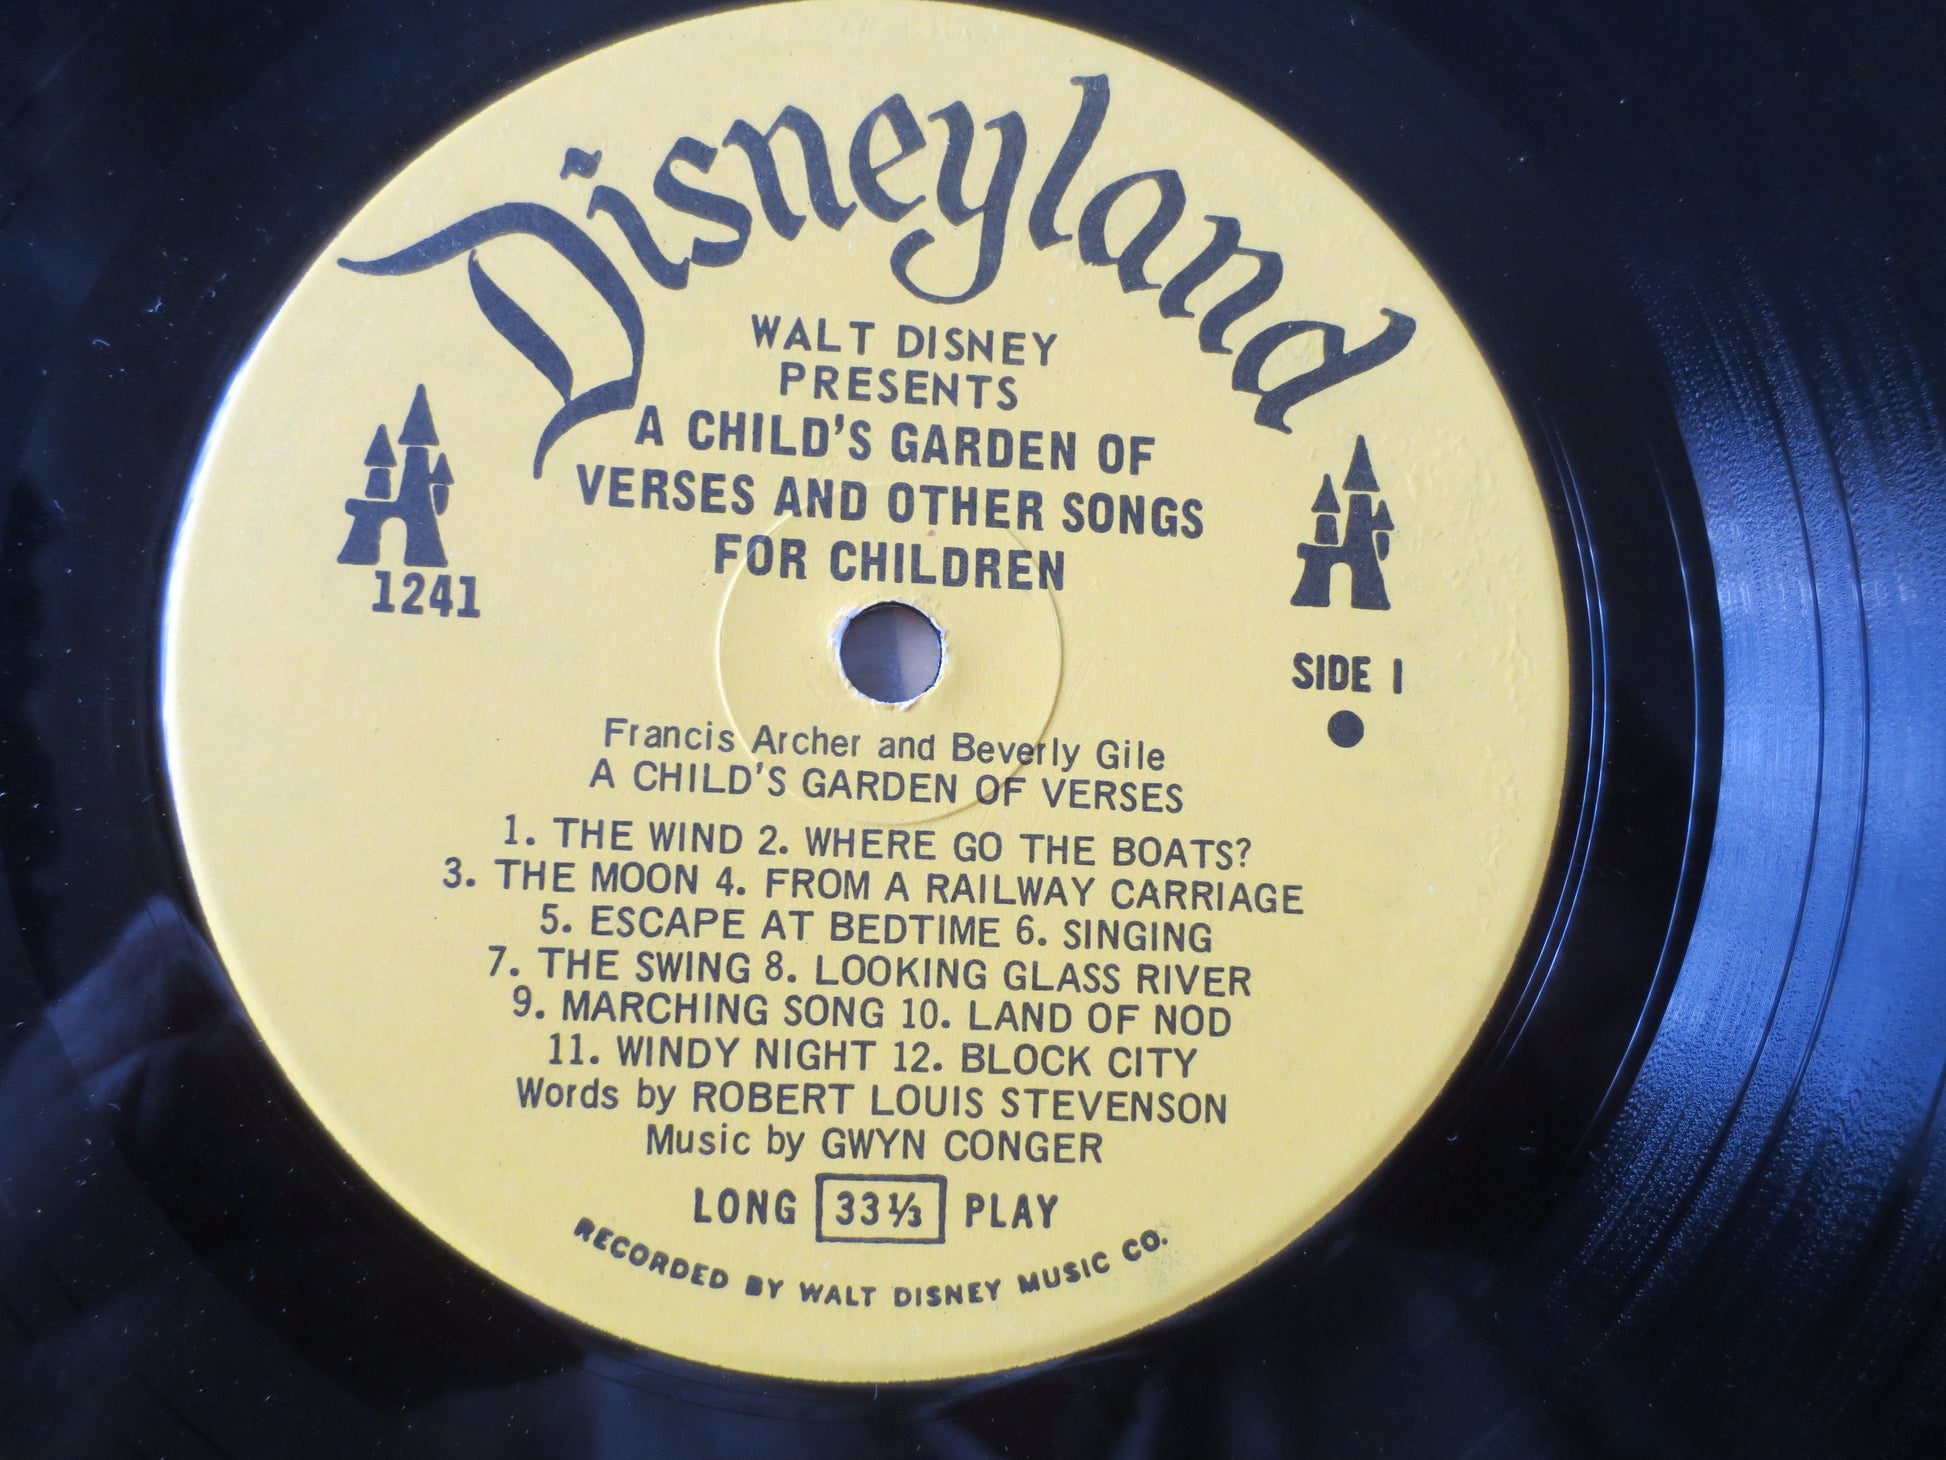 Disneyland
WALT DISNEY
PRESENTS
A CHILD'S GARDEN OF
VERSES AND OTHER SONGS
FOR CHILDREN
1241
SIDE 1
Francis Archer and Beverly Gile
A CHILD'S GARDEN OF VERSES
1. THE WIND 2. WHERE GO THE BOATS?
3. THE MOON 4. FROM A RAILWAY CARRIAGE
5. ESCAPE AT BEDTIME 6. SINGING
7. THE SWING 8. LOOKING GLASS RIVER
9. MARCHING SONG 10. LAND OF NOD
11. WINDY NIGHT 12. BLOCK CITY
Words by ROBERT LOUIS STEVENSON
Music by GWYN CONGER
LONG 33⅓ PLAY
RECORDED BY WALT DISNEY MUSIC CO.